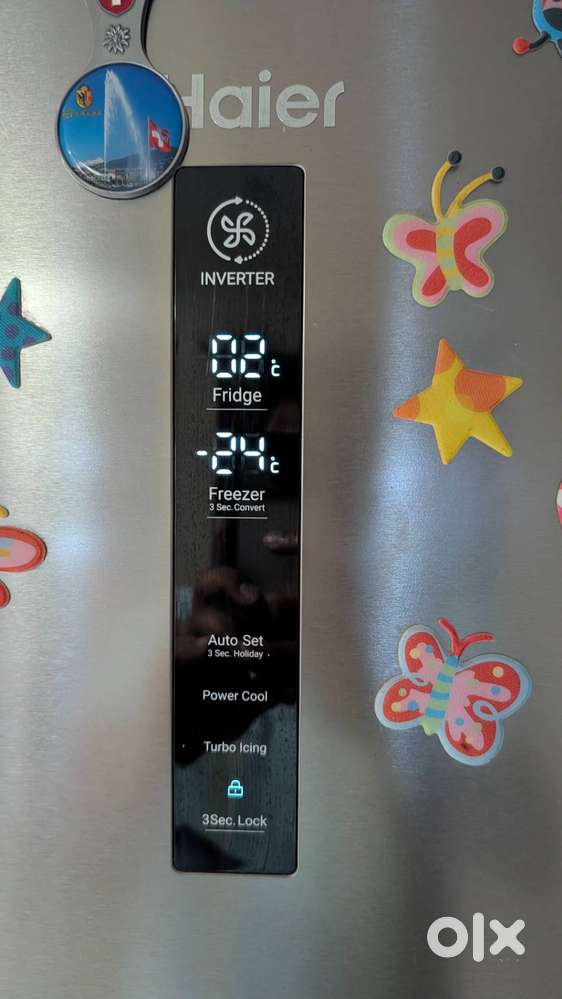 Haier
INVERTER
02°c
Fridge
-24°c
Freezer
3 Sec. Convert
Auto Set
3 Sec. Holiday
Power Cool
Turbo Icing
3Sec. Lock
olx